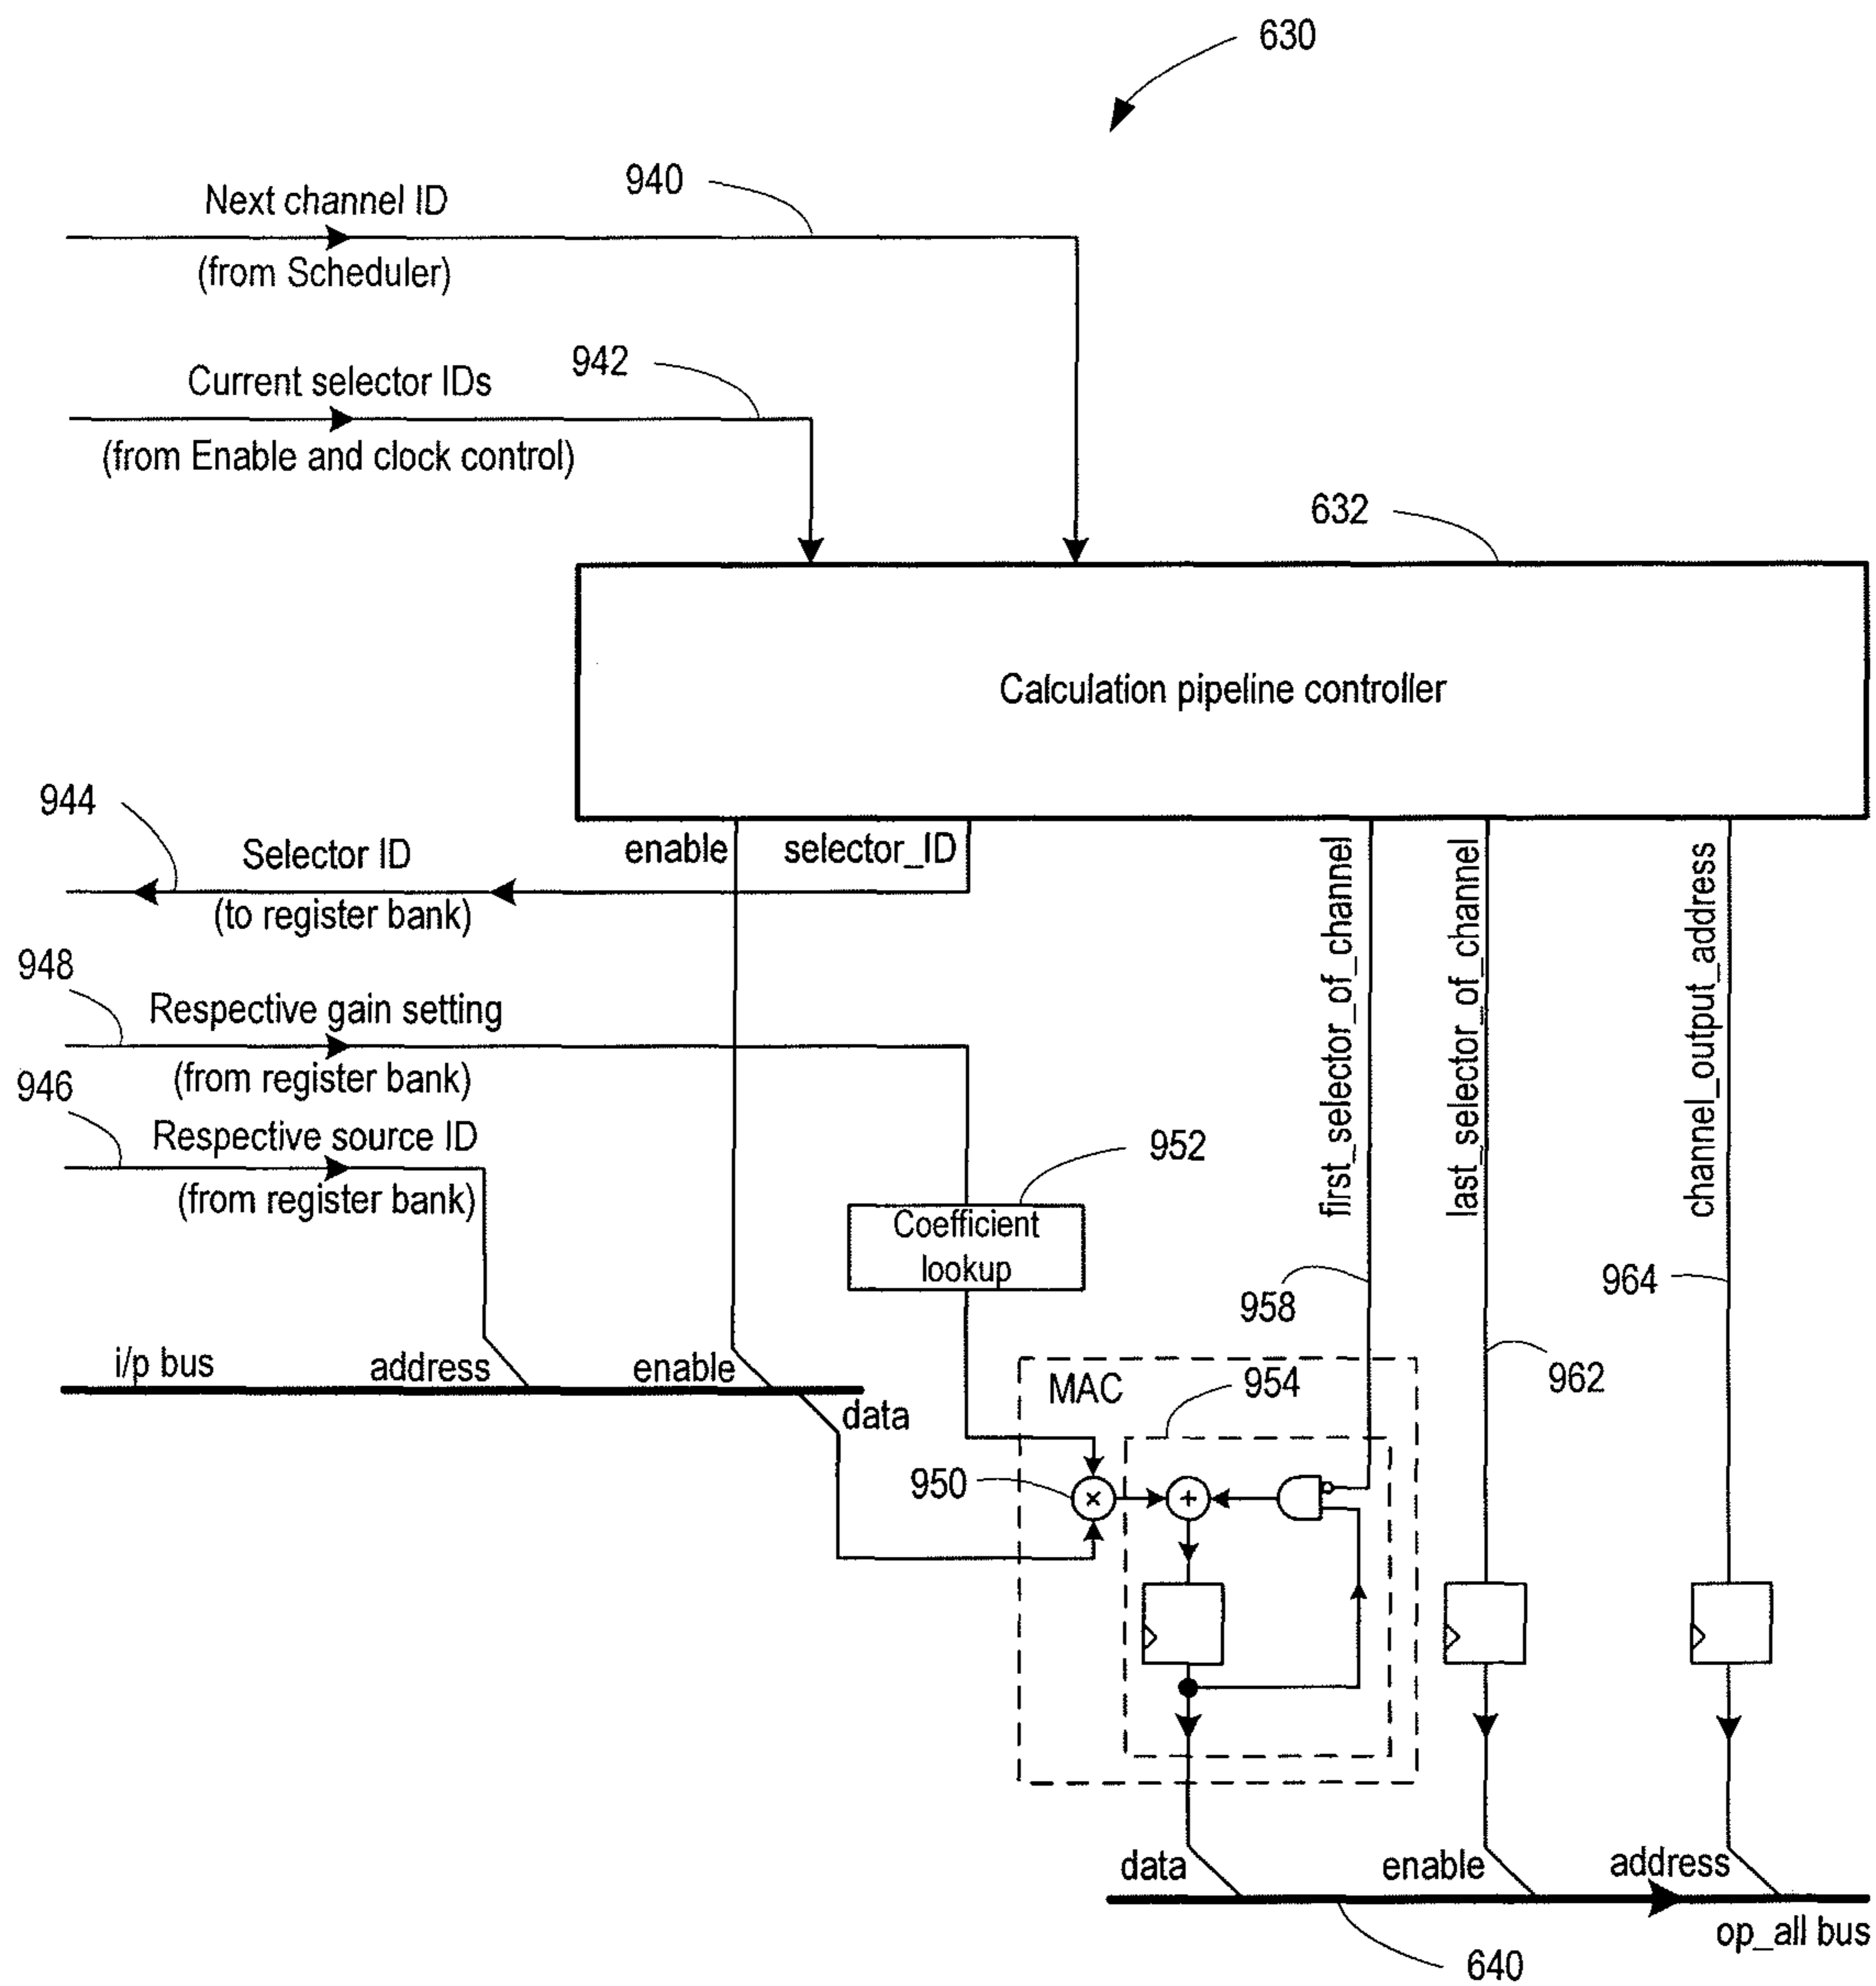 630
940
Next channel ID
(from Scheduler)
942
Current selector IDs
(from Enable and clock control)
632
Calculation pipeline controller
944
Selector ID
(to register bank)
enable
selector_ID
first_selector_of_channel
last_selector_of_channel
channel_output_address
948
Respective gain setting
(from register bank)
946
Respective source ID
(from register bank)
952
Coefficient
lookup
958
964
962
i/p bus
address
enable
data
MAC
954
950
×
+
data
enable
address
op_all bus
640